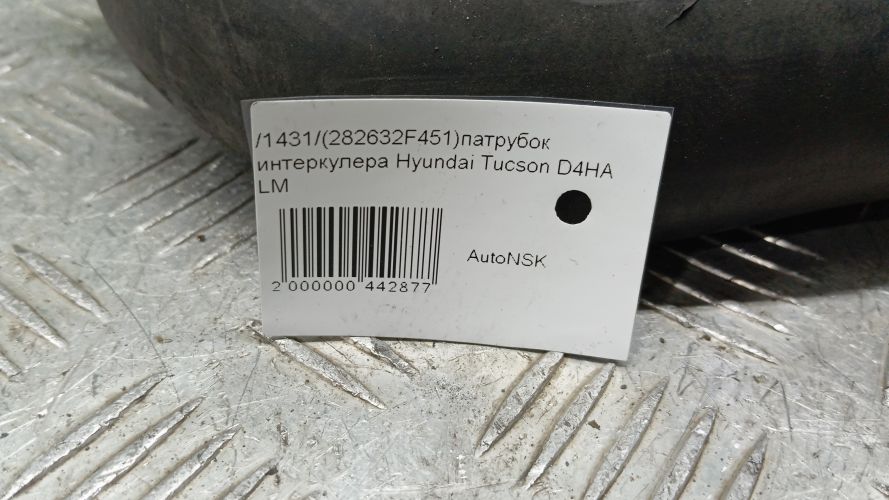 /1431/(282632F451)патрубок
интеркулера Hyundai Tucson D4HA
LM
AutoNSK
2 000000 442877